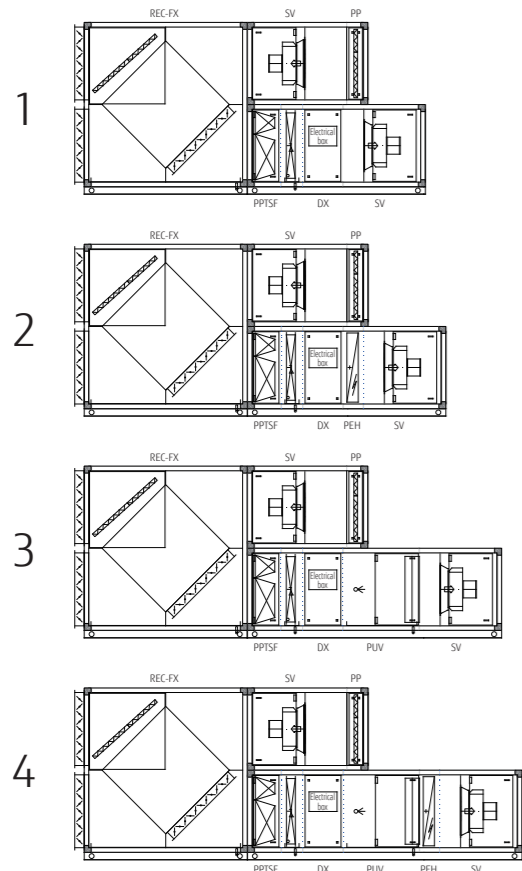 REC-FX SV PP
1
Electrical
box
PPTSF DX SV
REC-FX SV PP
2
Electrical
box
PPTSF DX PEH SV
REC-FX SV PP
3
Electrical
box
PPTSF DX PUV SV
REC-FX SV PP
4
Electrical
box
PPTSF DX PUV PEH SV